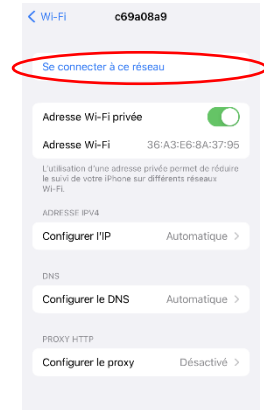 Wi-Fi c69a08a9
Se connecter à ce réseau
Adresse Wi-Fi privée
Adresse Wi-Fi 36:A3:E6:8A:37:95
L'utilisation d'une adresse privée permet de réduire
le suivi de votre iPhone sur différents réseaux
Wi-Fi.
ADRESSE IPV4
Configurer l'IP Automatique
DNS
Configurer le DNS Automatique
PROXY HTTP
Configurer le proxy Désactivé